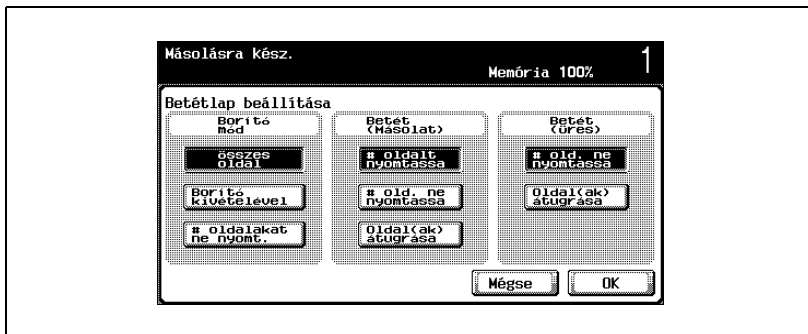 Másolásra kész.
Memória 100%
1
Betétlap beállítása
Borító
mód
összes
oldal
Borító
kivételével
# oldalakat
ne nyomt.
Betét
(Másolat)
# oldalt
nyomtassa
# old. ne
nyomtassa
Oldal(ak)
átugrása
Betét
(üres)
# old. ne
nyomtassa
Oldal(ak)
átugrása
Mégse
OK